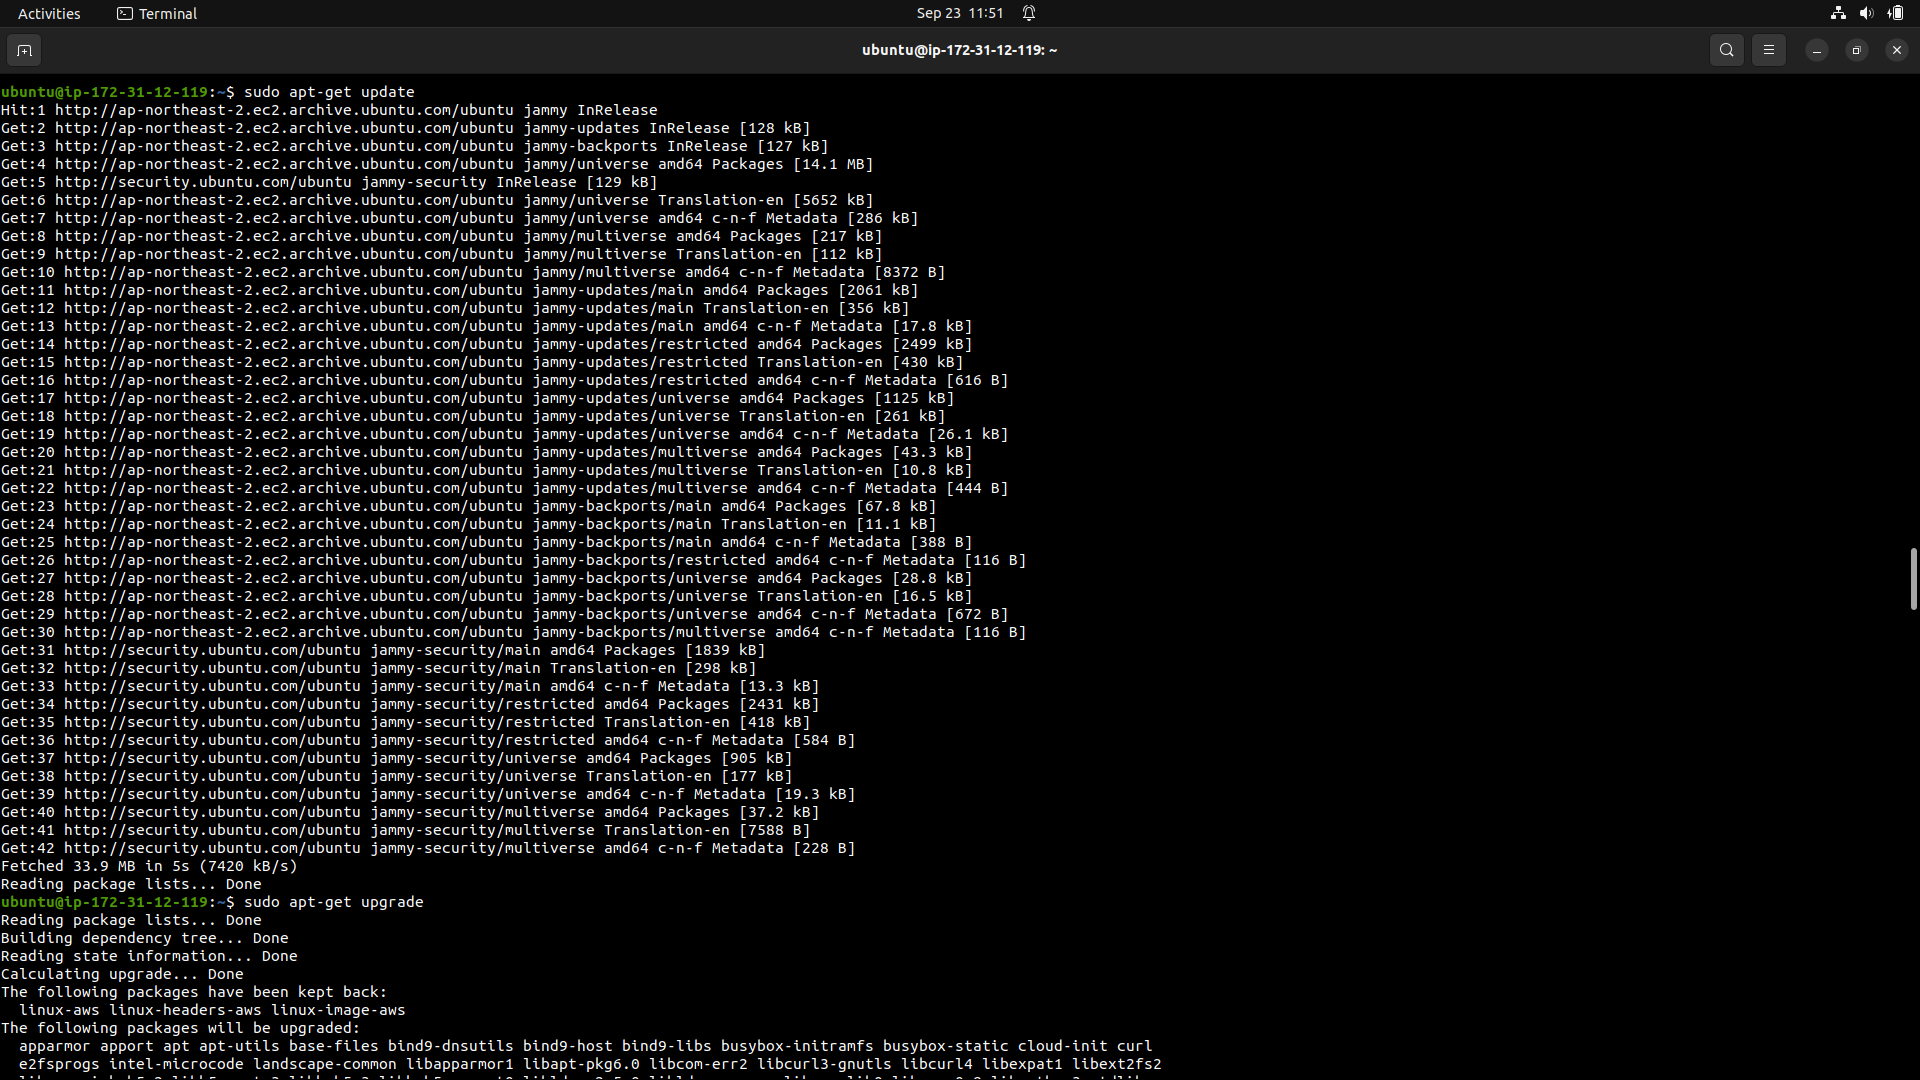 Activities Terminal Sep 23 11:51
ubuntu@ip-172-31-12-119: ~
ubuntu@ip-172-31-12-119:~$ sudo apt-get update
Hit:1 http://ap-northeast-2.ec2.archive.ubuntu.com/ubuntu jammy InRelease
Get:2 http://ap-northeast-2.ec2.archive.ubuntu.com/ubuntu jammy-updates InRelease [128 kB]
Get:3 http://ap-northeast-2.ec2.archive.ubuntu.com/ubuntu jammy-backports InRelease [127 kB]
Get:4 http://ap-northeast-2.ec2.archive.ubuntu.com/ubuntu jammy/universe amd64 Packages [14.1 MB]
Get:5 http://security.ubuntu.com/ubuntu jammy-security InRelease [129 kB]
Get:6 http://ap-northeast-2.ec2.archive.ubuntu.com/ubuntu jammy/universe Translation-en [5652 kB]
Get:7 http://ap-northeast-2.ec2.archive.ubuntu.com/ubuntu jammy/universe amd64 c-n-f Metadata [286 kB]
Get:8 http://ap-northeast-2.ec2.archive.ubuntu.com/ubuntu jammy/multiverse amd64 Packages [217 kB]
Get:9 http://ap-northeast-2.ec2.archive.ubuntu.com/ubuntu jammy/multiverse Translation-en [112 kB]
Get:10 http://ap-northeast-2.ec2.archive.ubuntu.com/ubuntu jammy/multiverse amd64 c-n-f Metadata [8372 B]
Get:11 http://ap-northeast-2.ec2.archive.ubuntu.com/ubuntu jammy-updates/main amd64 Packages [2061 kB]
Get:12 http://ap-northeast-2.ec2.archive.ubuntu.com/ubuntu jammy-updates/main Translation-en [356 kB]
Get:13 http://ap-northeast-2.ec2.archive.ubuntu.com/ubuntu jammy-updates/main amd64 c-n-f Metadata [17.8 kB]
Get:14 http://ap-northeast-2.ec2.archive.ubuntu.com/ubuntu jammy-updates/restricted amd64 Packages [2499 kB]
Get:15 http://ap-northeast-2.ec2.archive.ubuntu.com/ubuntu jammy-updates/restricted Translation-en [430 kB]
Get:16 http://ap-northeast-2.ec2.archive.ubuntu.com/ubuntu jammy-updates/restricted amd64 c-n-f Metadata [616 B]
Get:17 http://ap-northeast-2.ec2.archive.ubuntu.com/ubuntu jammy-updates/universe amd64 Packages [1125 kB]
Get:18 http://ap-northeast-2.ec2.archive.ubuntu.com/ubuntu jammy-updates/universe Translation-en [261 kB]
Get:19 http://ap-northeast-2.ec2.archive.ubuntu.com/ubuntu jammy-updates/universe amd64 c-n-f Metadata [26.1 kB]
Get:20 http://ap-northeast-2.ec2.archive.ubuntu.com/ubuntu jammy-updates/multiverse amd64 Packages [43.3 kB]
Get:21 http://ap-northeast-2.ec2.archive.ubuntu.com/ubuntu jammy-updates/multiverse Translation-en [10.8 kB]
Get:22 http://ap-northeast-2.ec2.archive.ubuntu.com/ubuntu jammy-updates/multiverse amd64 c-n-f Metadata [444 B]
Get:23 http://ap-northeast-2.ec2.archive.ubuntu.com/ubuntu jammy-backports/main amd64 Packages [67.8 kB]
Get:24 http://ap-northeast-2.ec2.archive.ubuntu.com/ubuntu jammy-backports/main Translation-en [11.1 kB]
Get:25 http://ap-northeast-2.ec2.archive.ubuntu.com/ubuntu jammy-backports/main amd64 c-n-f Metadata [388 B]
Get:26 http://ap-northeast-2.ec2.archive.ubuntu.com/ubuntu jammy-backports/restricted amd64 c-n-f Metadata [116 B]
Get:27 http://ap-northeast-2.ec2.archive.ubuntu.com/ubuntu jammy-backports/universe amd64 Packages [28.8 kB]
Get:28 http://ap-northeast-2.ec2.archive.ubuntu.com/ubuntu jammy-backports/universe Translation-en [16.5 kB]
Get:29 http://ap-northeast-2.ec2.archive.ubuntu.com/ubuntu jammy-backports/universe amd64 c-n-f Metadata [672 B]
Get:30 http://ap-northeast-2.ec2.archive.ubuntu.com/ubuntu jammy-backports/multiverse amd64 c-n-f Metadata [116 B]
Get:31 http://security.ubuntu.com/ubuntu jammy-security/main amd64 Packages [1839 kB]
Get:32 http://security.ubuntu.com/ubuntu jammy-security/main Translation-en [298 kB]
Get:33 http://security.ubuntu.com/ubuntu jammy-security/main amd64 c-n-f Metadata [13.3 kB]
Get:34 http://security.ubuntu.com/ubuntu jammy-security/restricted amd64 Packages [2431 kB]
Get:35 http://security.ubuntu.com/ubuntu jammy-security/restricted Translation-en [418 kB]
Get:36 http://security.ubuntu.com/ubuntu jammy-security/restricted amd64 c-n-f Metadata [584 B]
Get:37 http://security.ubuntu.com/ubuntu jammy-security/universe amd64 Packages [905 kB]
Get:38 http://security.ubuntu.com/ubuntu jammy-security/universe Translation-en [177 kB]
Get:39 http://security.ubuntu.com/ubuntu jammy-security/universe amd64 c-n-f Metadata [19.3 kB]
Get:40 http://security.ubuntu.com/ubuntu jammy-security/multiverse amd64 Packages [37.2 kB]
Get:41 http://security.ubuntu.com/ubuntu jammy-security/multiverse Translation-en [7588 B]
Get:42 http://security.ubuntu.com/ubuntu jammy-security/multiverse amd64 c-n-f Metadata [228 B]
Fetched 33.9 MB in 5s (7420 kB/s)
Reading package lists... Done
ubuntu@ip-172-31-12-119:~$ sudo apt-get upgrade
Reading package lists... Done
Building dependency tree... Done
Reading state information... Done
Calculating upgrade... Done
The following packages have been kept back:
  linux-aws linux-headers-aws linux-image-aws
The following packages will be upgraded:
  apparmor apport apt apt-utils base-files bind9-dnsutils bind9-host bind9-libs busybox-initramfs busybox-static cloud-init curl
  e2fsprogs intel-microcode landscape-common libapparmor1 libapt-pkg6.0 libcom-err2 libcurl3-gnutls libcurl4 libexpat1 libext2fs2